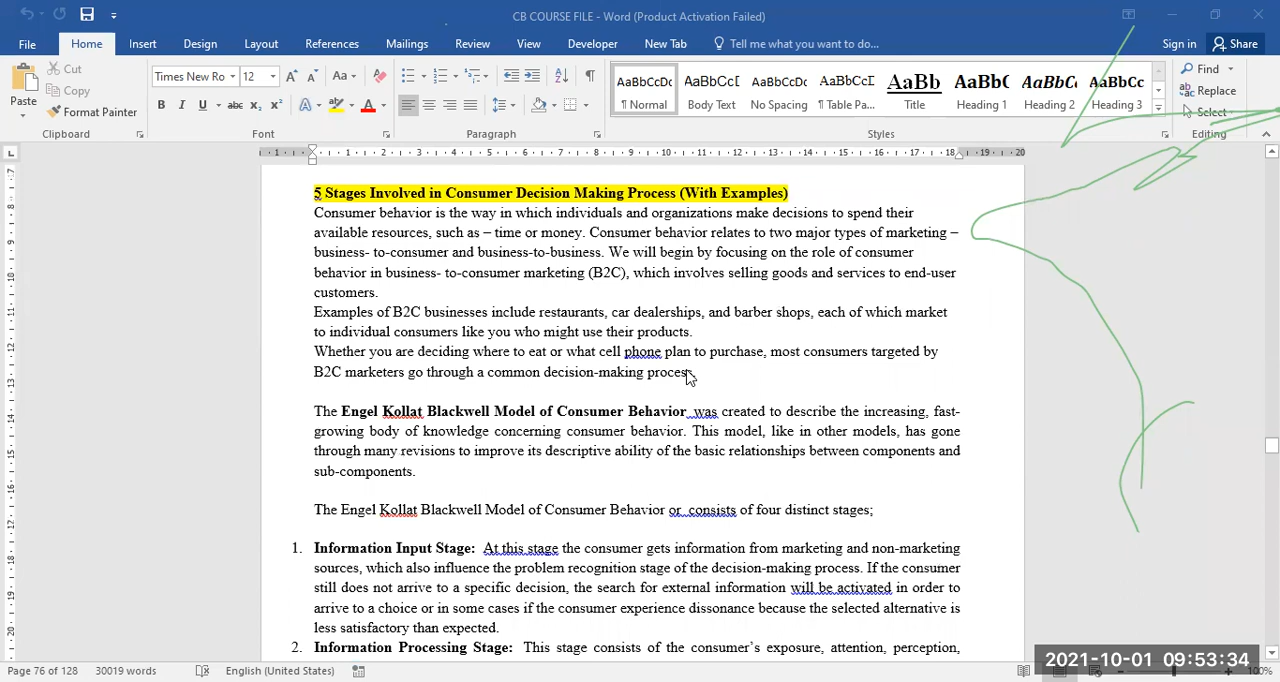 CB COURSE FILE - Word (Product Activation Failed)
File Home Insert Design Layout References Mailings Review View Developer New Tab Tell me what you want to do... Sign in Share
Paste Cut Copy Format Painter
Times New Ro 12
AaBbCcDc AaBbC AaBbCcDc AaBbCcI AaBb AaBbC AaBbCc AaBbCc
¶ Normal Body Text No Spacing ¶ Table Pa... Title Heading 1 Heading 2 Heading 3
Find Replace Select
Clipboard Font Paragraph Styles Editing
5 Stages Involved in Consumer Decision Making Process (With Examples)
Consumer behavior is the way in which individuals and organizations make decisions to spend their
available resources, such as – time or money. Consumer behavior relates to two major types of marketing –
business- to-consumer and business-to-business. We will begin by focusing on the role of consumer
behavior in business- to-consumer marketing (B2C), which involves selling goods and services to end-user
customers.
Examples of B2C businesses include restaurants, car dealerships, and barber shops, each of which market
to individual consumers like you who might use their products.
Whether you are deciding where to eat or what cell phone plan to purchase, most consumers targeted by
B2C marketers go through a common decision-making process.
The Engel Kollat Blackwell Model of Consumer Behavior was created to describe the increasing, fast-
growing body of knowledge concerning consumer behavior. This model, like in other models, has gone
through many revisions to improve its descriptive ability of the basic relationships between components and
sub-components.
The Engel Kollat Blackwell Model of Consumer Behavior or consists of four distinct stages;
1. Information Input Stage: At this stage the consumer gets information from marketing and non-marketing
sources, which also influence the problem recognition stage of the decision-making process. If the consumer
still does not arrive to a specific decision, the search for external information will be activated in order to
arrive to a choice or in some cases if the consumer experience dissonance because the selected alternative is
less satisfactory than expected.
2. Information Processing Stage: This stage consists of the consumer's exposure, attention, perception,
Page 76 of 128 30019 words English (United States) 100%
2021-10-01 09:53:34